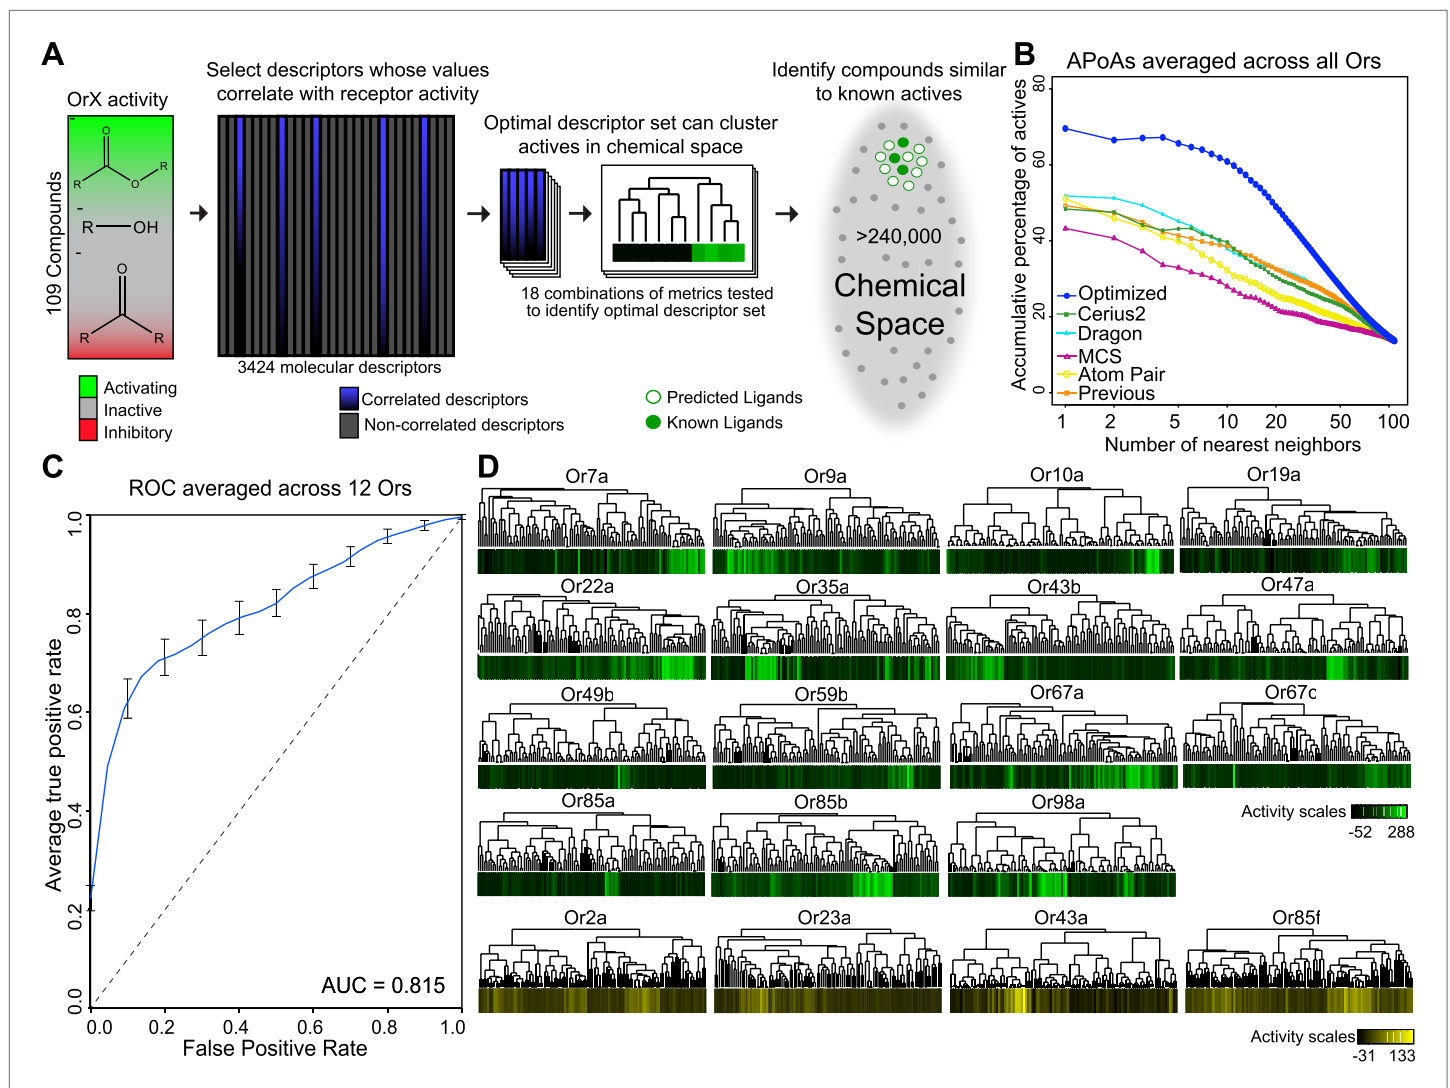 A
OrX activity
109 Compounds
O
R
O
R
R
OH
O
R
R
Activating
Inactive
Inhibitory
Select descriptors whose values
correlate with receptor activity
3424 molecular descriptors
Correlated descriptors
Non-correlated descriptors
Optimal descriptor set can cluster
actives in chemical space
18 combinations of metrics tested
to identify optimal descriptor set
Identify compounds similar
to known actives
>240,000
Chemical
Space
Predicted Ligands
Known Ligands
B
APoAs averaged across all Ors
Accumulative percentage of actives
80
60
40
20
0
Optimized
Cerius2
Dragon
MCS
Atom Pair
Previous
1 2 5 10 20 50 100
Number of nearest neighbors
C
ROC averaged across 12 Ors
Average true positive rate
1.0
0.8
0.6
0.4
0.2
0.0
AUC = 0.815
0.0 0.2 0.4 0.6 0.8 1.0
False Positive Rate
D
Or7a Or9a Or10a Or19a
Or22a Or35a Or43b Or47a
Or49b Or59b Or67a Or67c
Or85a Or85b Or98a
Activity scales
-52 288
Or2a Or23a Or43a Or85f
Activity scales
-31 133